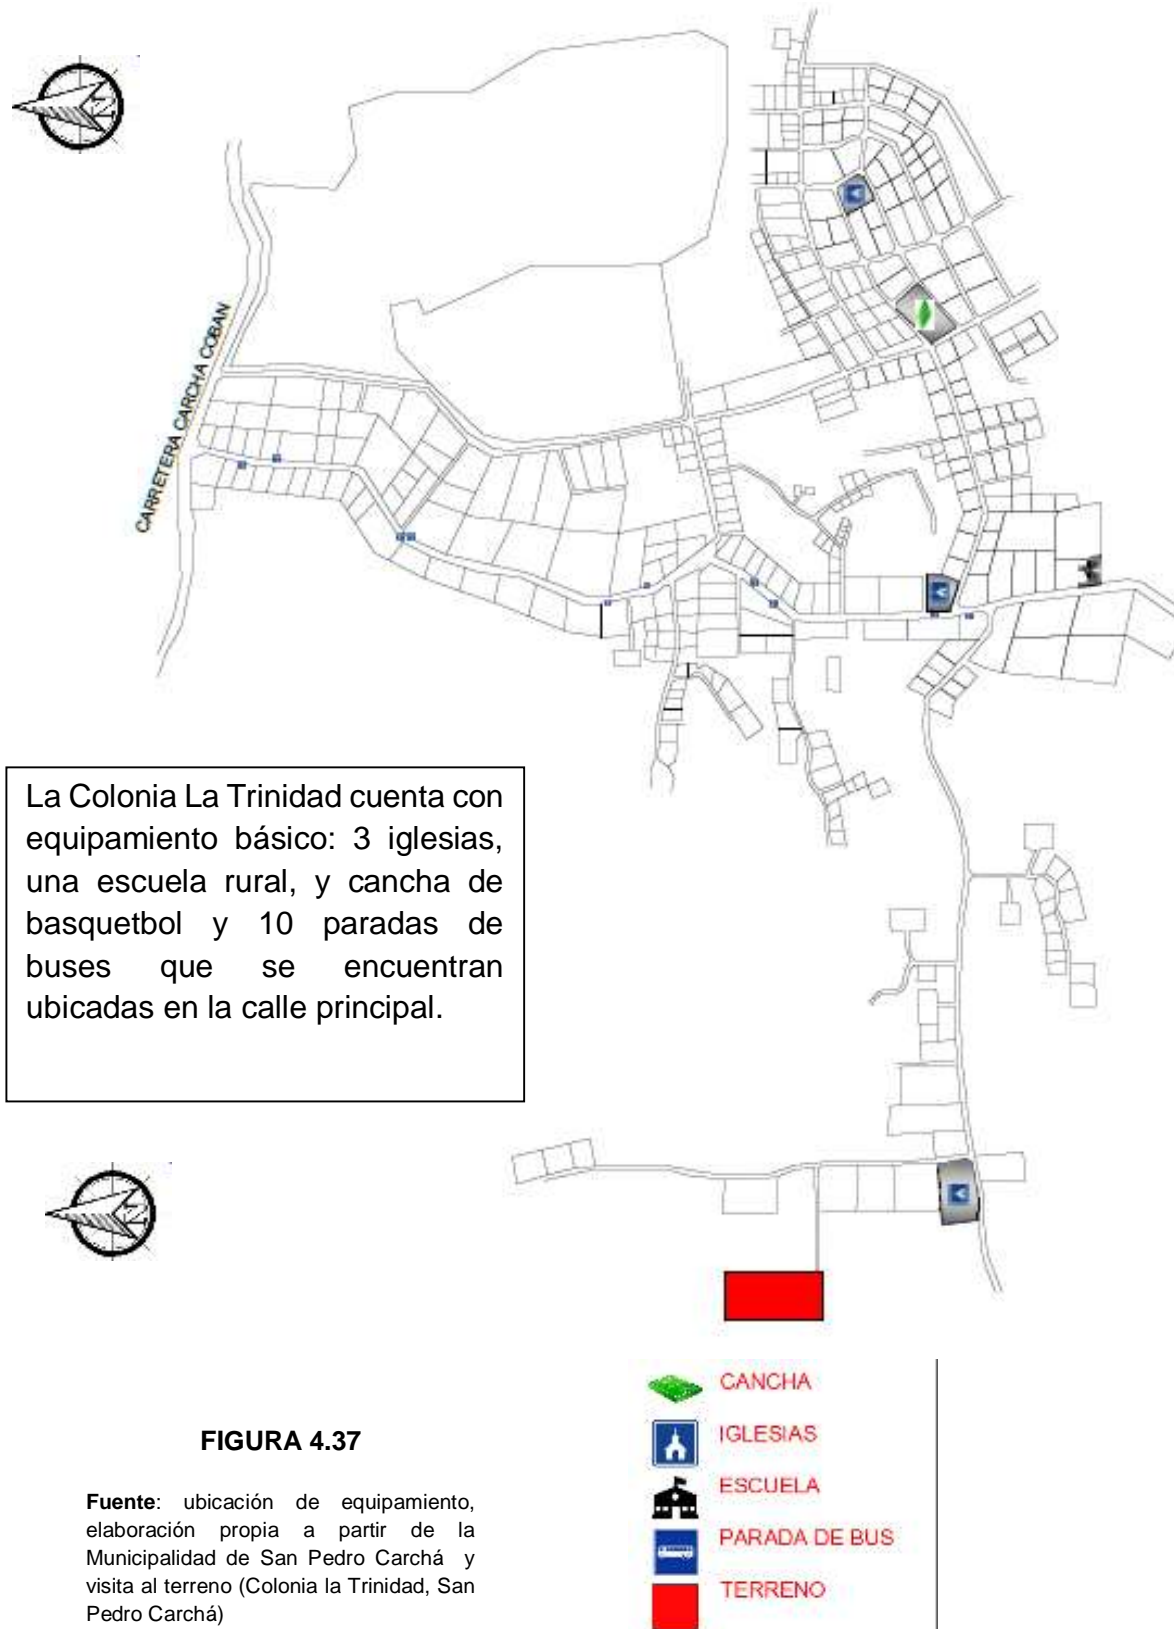 CARRETERA CARCHA COBAN
La Colonia La Trinidad cuenta con
equipamiento básico: 3 iglesias,
una escuela rural, y cancha de
basquetbol y 10 paradas de
buses que se encuentran
ubicadas en la calle principal.
FIGURA 4.37
Fuente: ubicación de equipamiento,
elaboración propia a partir de la
Municipalidad de San Pedro Carchá y
visita al terreno (Colonia la Trinidad, San
Pedro Carchá)
CANCHA
IGLESIAS
ESCUELA
PARADA DE BUS
TERRENO